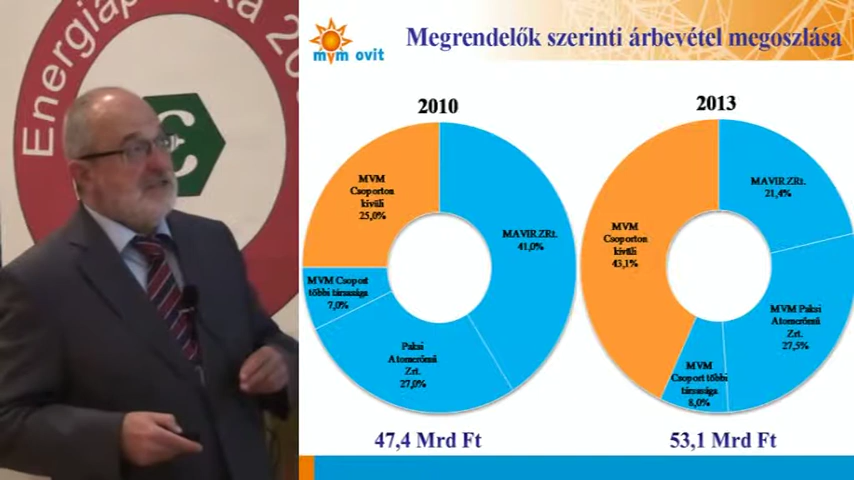 Energiap
ka 20
mvm ovit
Megrendelők szerinti árbevétel megoszlása
2010
MVM
Csoporton
kívüli
25,0%
MAVIR ZRt.
41,0%
MVM Csoport
többi társasága
7,0%
Paksi
Atomerőmű
Zrt.
27,0%
47,4 Mrd Ft
2013
MAVIR ZRt.
21,4%
MVM
Csoporton
kívüli
43,1%
MVM Paksi
Atomerőmű
Zrt.
27,5%
MVM
Csoport többi
társasága
8,0%
53,1 Mrd Ft